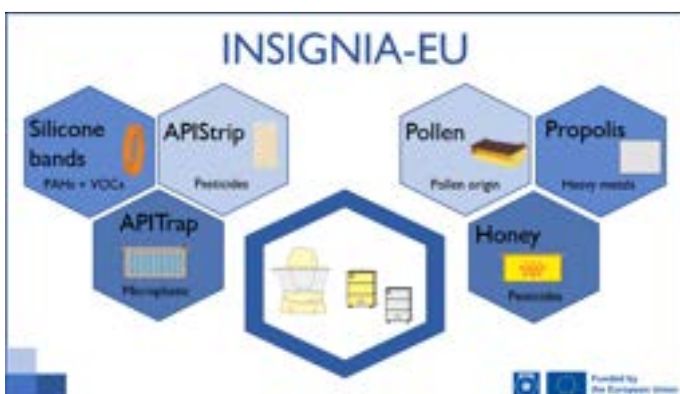 INSIGNIA-EU
Silicone
bands
PAHs + VOCs
APIStrip
Pesticides
APITrap
Microplastic
Pollen
Pollen origin
Propolis
Heavy metals
Honey
Pesticides
Funded by
the European Union